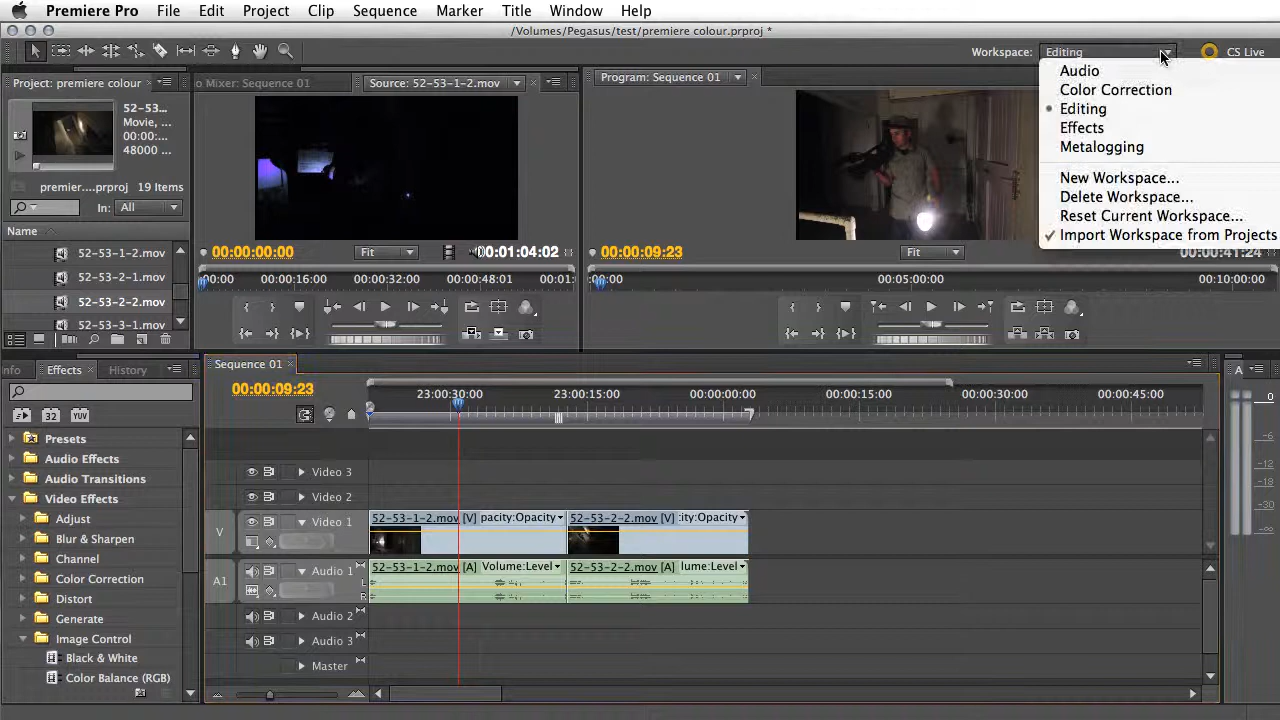 Premiere Pro File Edit Project Clip Sequence Marker Title Window Help
/Volumes/Pegasus/test/premiere colour.prproj *
Workspace: Editing CS Live
Audio
Color Correction
Editing
Effects
Metalogging
New Workspace...
Delete Workspace...
Reset Current Workspace...
Import Workspace from Projects
Project: premiere colour
52-53...
Movie, ...
00:00:...
48000 ...
premier....prproj 19 Items
In: All
Name
52-53-1-2.mov
52-53-2-1.mov
52-53-2-2.mov
52-53-3-1.mov
o Mixer: Sequence 01 Source: 52-53-2-2.mov
00:00:00:00 Fit 00:01:04:02
:00:00 00:00:16:00 00:00:32:00 00:00:48:01 00:01:
Program: Sequence 01
00:00:09:23 Fit 00:00:41:24
:00:00 00:05:00:00 00:10:00:00
nfo Effects History
32 YUV
Presets
Audio Effects
Audio Transitions
Video Effects
Adjust
Blur & Sharpen
Channel
Color Correction
Distort
Generate
Image Control
Black & White
Color Balance (RGB)
Sequence 01
00:00:09:23
23:00:30:00 23:00:15:00 00:00:00:00 00:00:15:00 00:00:30:00 00:00:45:00
Video 3
Video 2
V Video 1
52-53-1-2.mov [V] pacity:Opacity 52-53-2-2.mov [V] :ity:Opacity
A1 Audio 1
L
R
52-53-1-2.mov [A] Volume:Level 52-53-2-2.mov [A] lume:Level
Audio 2
Audio 3
Master
A
0
-6
-12
-18
-30
-∞